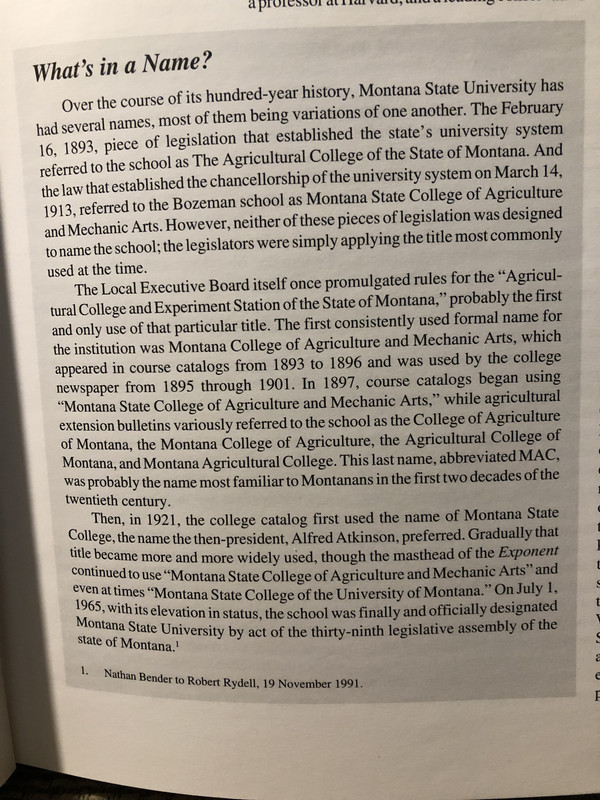 a professor at Harvard, and a leading
What's in a Name?
Over the course of its hundred-year history, Montana State University has
had several names, most of them being variations of one another. The February
16, 1893, piece of legislation that established the state's university system
referred to the school as The Agricultural College of the State of Montana. And
the law that established the chancellorship of the university system on March 14,
1913, referred to the Bozeman school as Montana State College of Agriculture
and Mechanic Arts. However, neither of these pieces of legislation was designed
to name the school; the legislators were simply applying the title most commonly
used at the time.
The Local Executive Board itself once promulgated rules for the "Agricul-
tural College and Experiment Station of the State of Montana," probably the first
and only use of that particular title. The first consistently used formal name for
the institution was Montana College of Agriculture and Mechanic Arts, which
appeared in course catalogs from 1893 to 1896 and was used by the college
newspaper from 1895 through 1901. In 1897, course catalogs began using
"Montana State College of Agriculture and Mechanic Arts," while agricultural
extension bulletins variously referred to the school as the College of Agriculture
of Montana, the Montana College of Agriculture, the Agricultural College of
Montana, and Montana Agricultural College. This last name, abbreviated MAC,
was probably the name most familiar to Montanans in the first two decades of the
twentieth century.
Then, in 1921, the college catalog first used the name of Montana State
College, the name the then-president, Alfred Atkinson, preferred. Gradually that
title became more and more widely used, though the masthead of the Exponent
continued to use "Montana State College of Agriculture and Mechanic Arts" and
even at times "Montana State College of the University of Montana." On July 1,
1965, with its elevation in status, the school was finally and officially designated
Montana State University by act of the thirty-ninth legislative assembly of the
state of Montana.1
1. Nathan Bender to Robert Rydell, 19 November 1991.